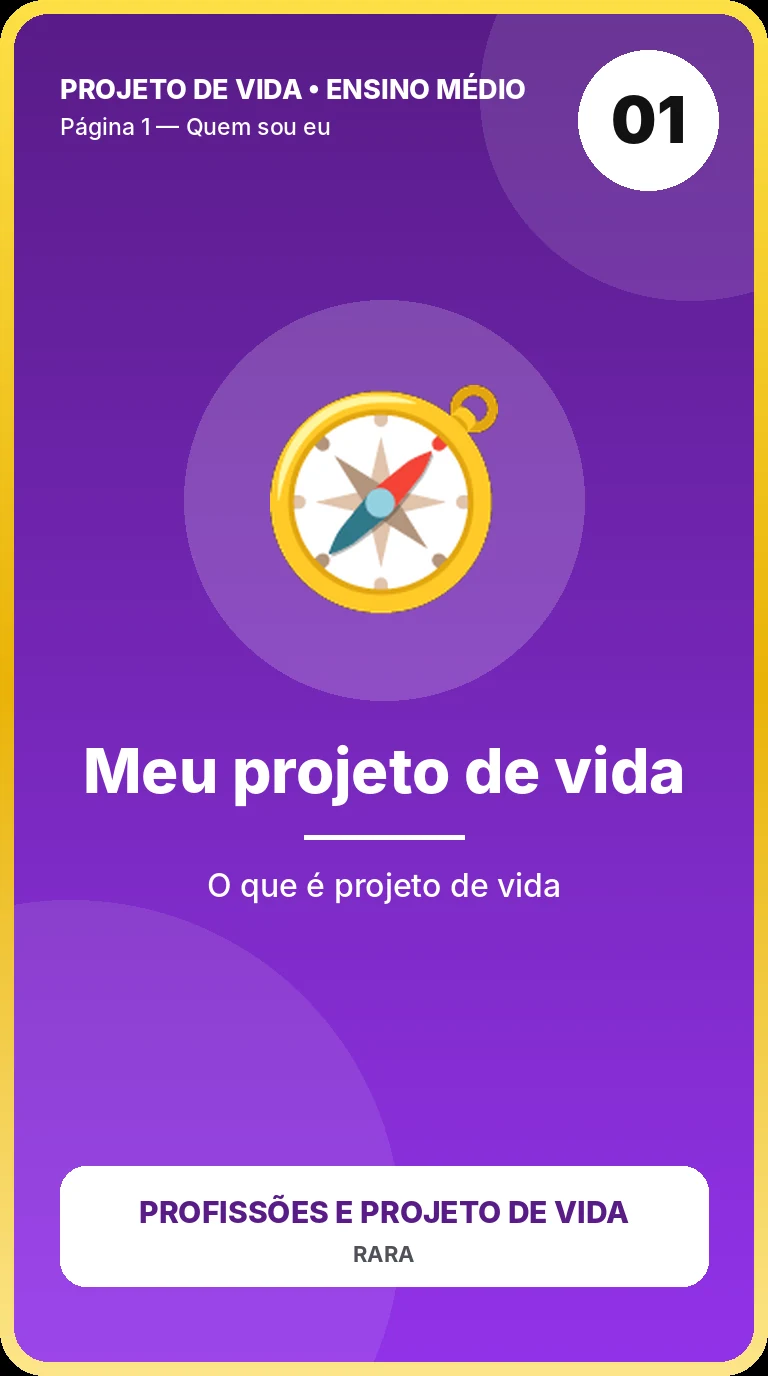 PROJETO DE VIDA • ENSINO MÉDIO
Página 1 — Quem sou eu
01
Meu projeto de vida
O que é projeto de vida
PROFISSÕES E PROJETO DE VIDA
RARA